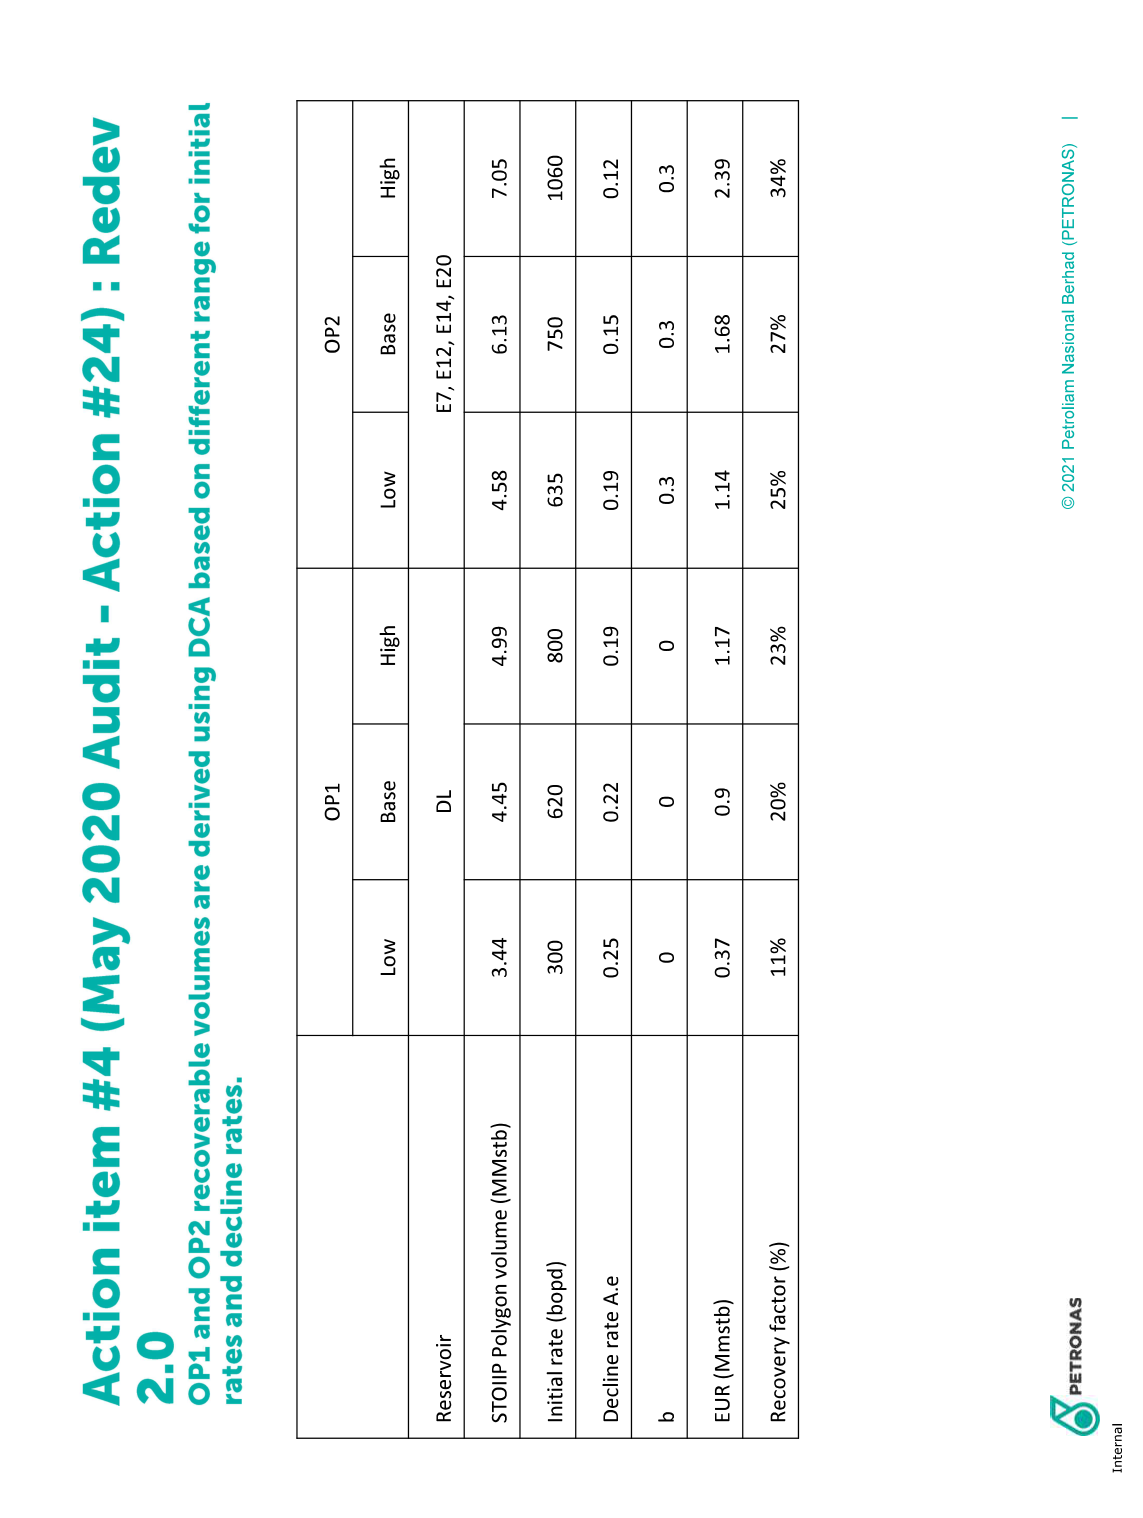 Action item #4 (May 2020 Audit - Action #24) : Redev
2.0
OP1 and OP2 recoverable volumes are derived using DCA based on different range for initial
rates and decline rates.
OP1 OP2
Low Base High Low Base High
Reservoir DL E7, E12, E14, E20
STOIIP Polygon volume (MMstb) 3.44 4.45 4.99 4.58 6.13 7.05
Initial rate (bopd) 300 620 800 635 750 1060
Decline rate A.e 0.25 0.22 0.19 0.19 0.15 0.12
b 0 0 0 0.3 0.3 0.3
EUR (Mmstb) 0.37 0.9 1.17 1.14 1.68 2.39
Recovery factor (%) 11% 20% 23% 25% 27% 34%
PETRONAS
© 2021 Petroliam Nasional Berhad (PETRONAS) |
Internal